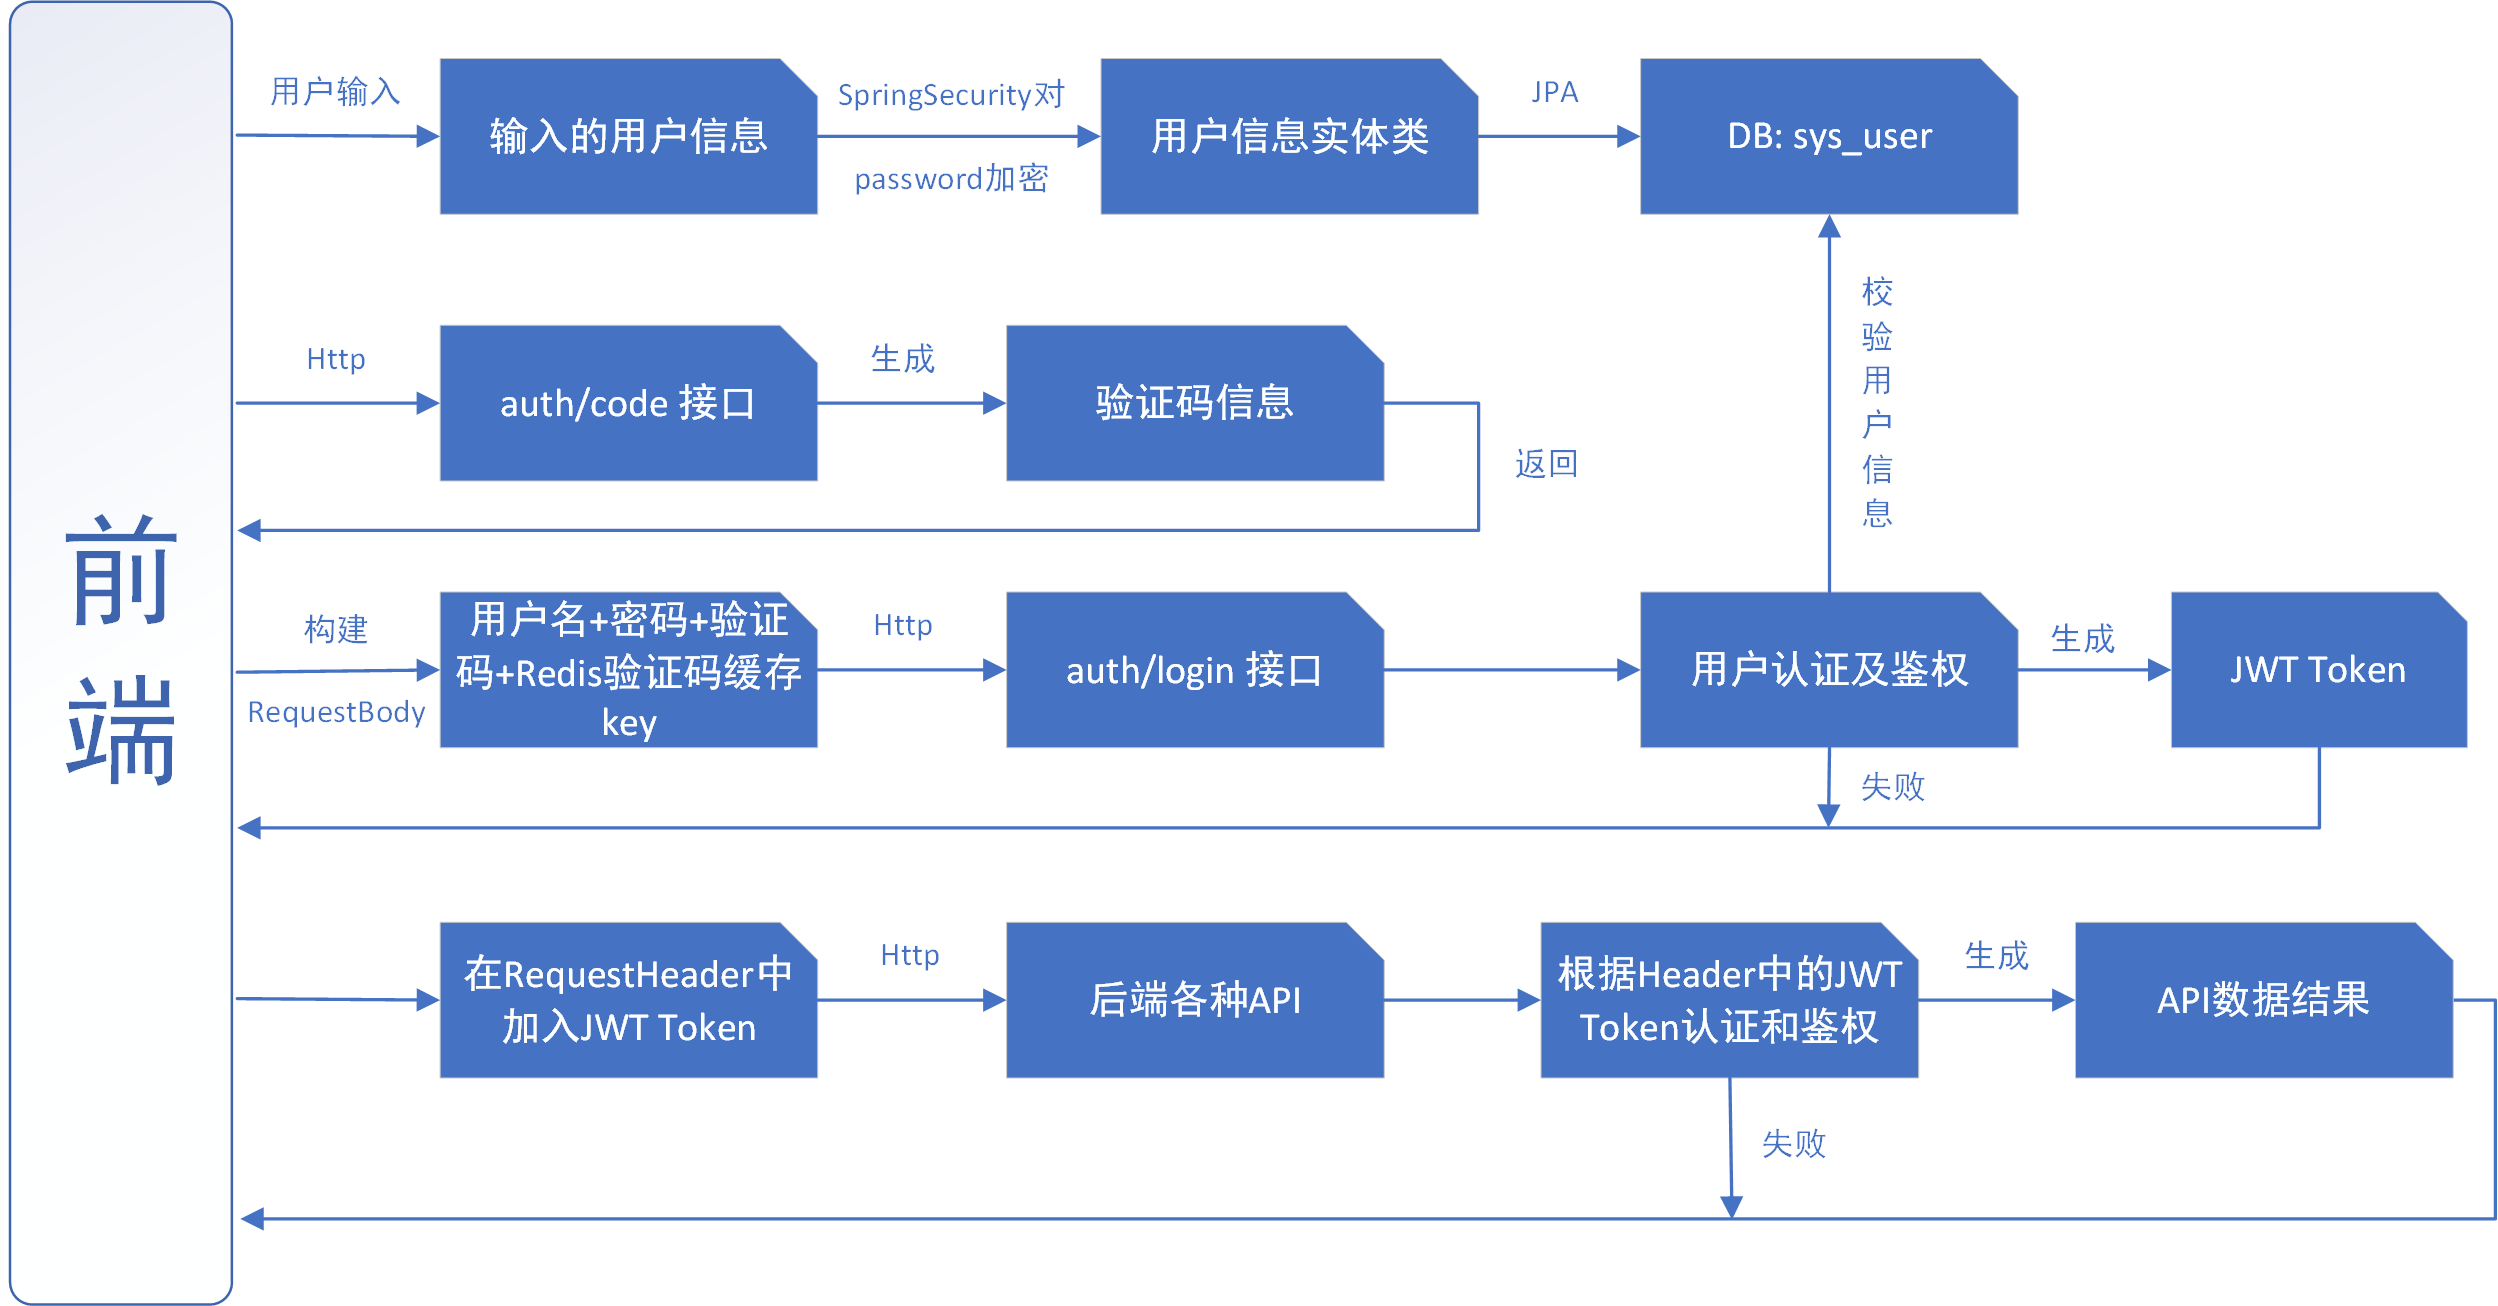 前
端
用户输入
输入的用户信息
SpringSecurity对
password加密
用户信息实体类
JPA
DB: sys_user
Http
auth/code 接口
生成
验证码信息
返回
校
验
用
户
信
息
构建
RequestBody
用户名+密码+验证
码+Redis验证码缓存
key
Http
auth/login 接口
用户认证及鉴权
生成
JWT Token
失败
在RequestHeader中
加入JWT Token
Http
后端各种API
根据Header中的JWT
Token认证和鉴权
生成
API数据结果
失败